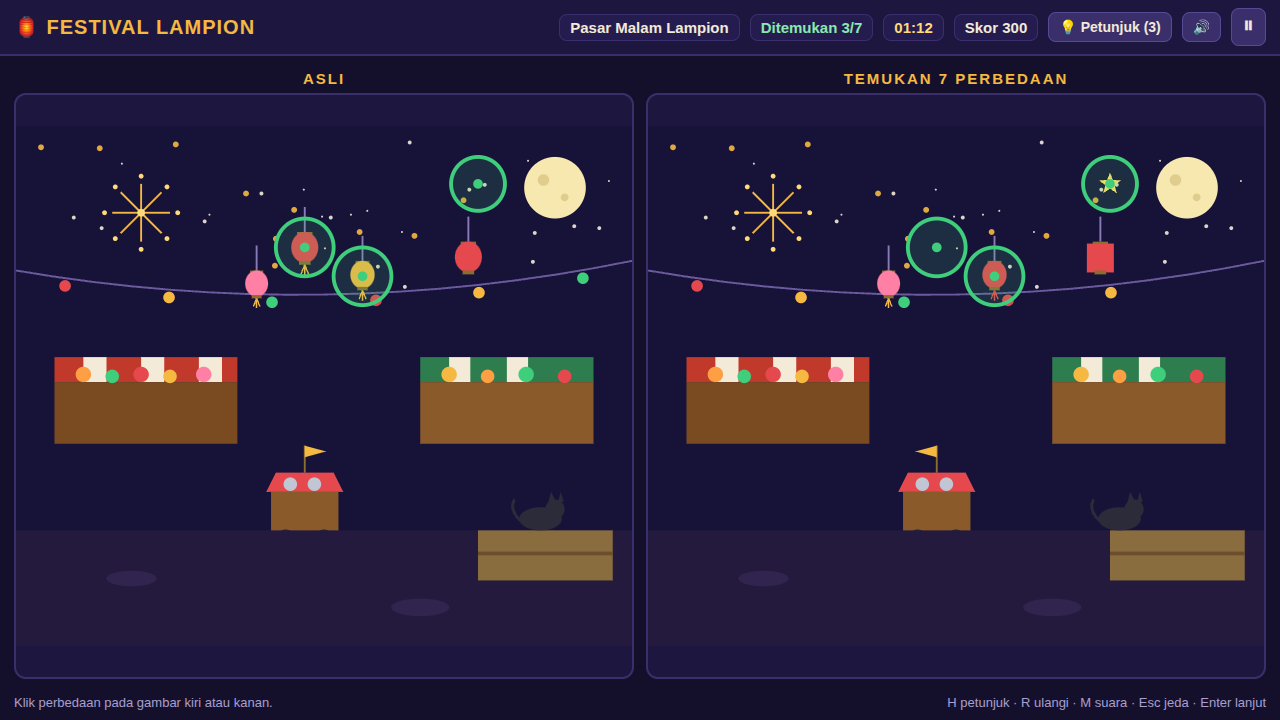 FESTIVAL LAMPION
Pasar Malam Lampion
Ditemukan 3/7
01:12
Skor 300
Petunjuk (3)
ASLI
TEMUKAN 7 PERBEDAAN
Klik perbedaan pada gambar kiri atau kanan.
H petunjuk · R ulangi · M suara · Esc jeda · Enter lanjut